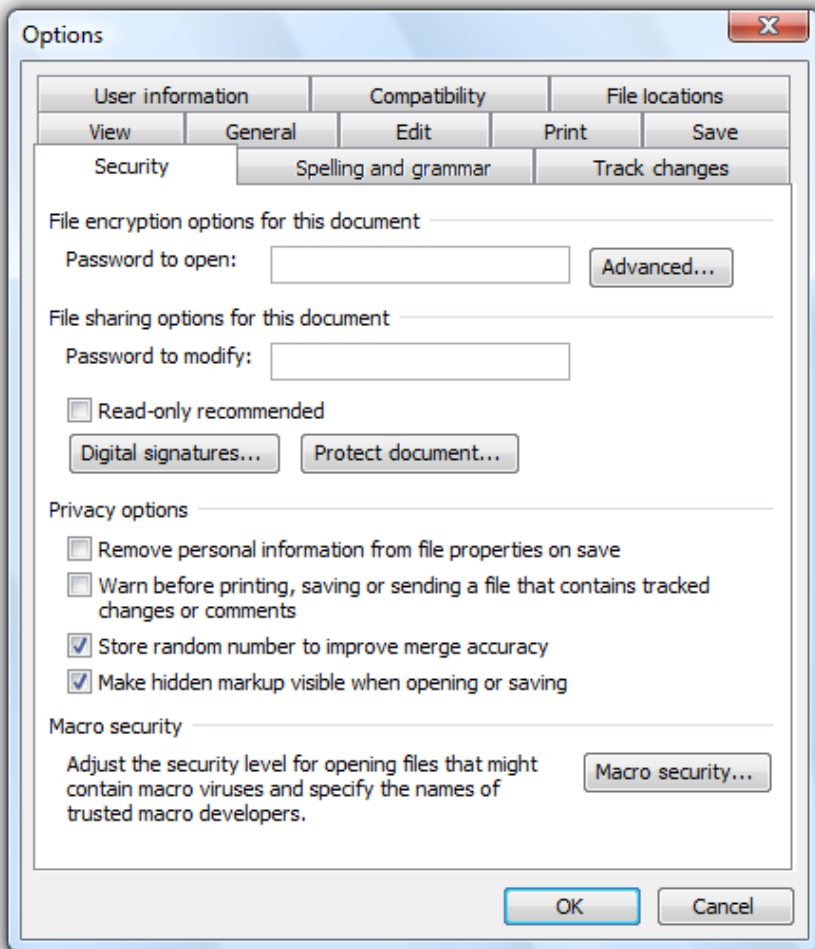 Options
User information Compatibility File locations
View General Edit Print Save
Security Spelling and grammar Track changes
File encryption options for this document
Password to open: Advanced...
File sharing options for this document
Password to modify:
Read-only recommended
Digital signatures... Protect document...
Privacy options
Remove personal information from file properties on save
Warn before printing, saving or sending a file that contains tracked
changes or comments
Store random number to improve merge accuracy
Make hidden markup visible when opening or saving
Macro security
Adjust the security level for opening files that might
contain macro viruses and specify the names of
trusted macro developers.
Macro security...
OK Cancel